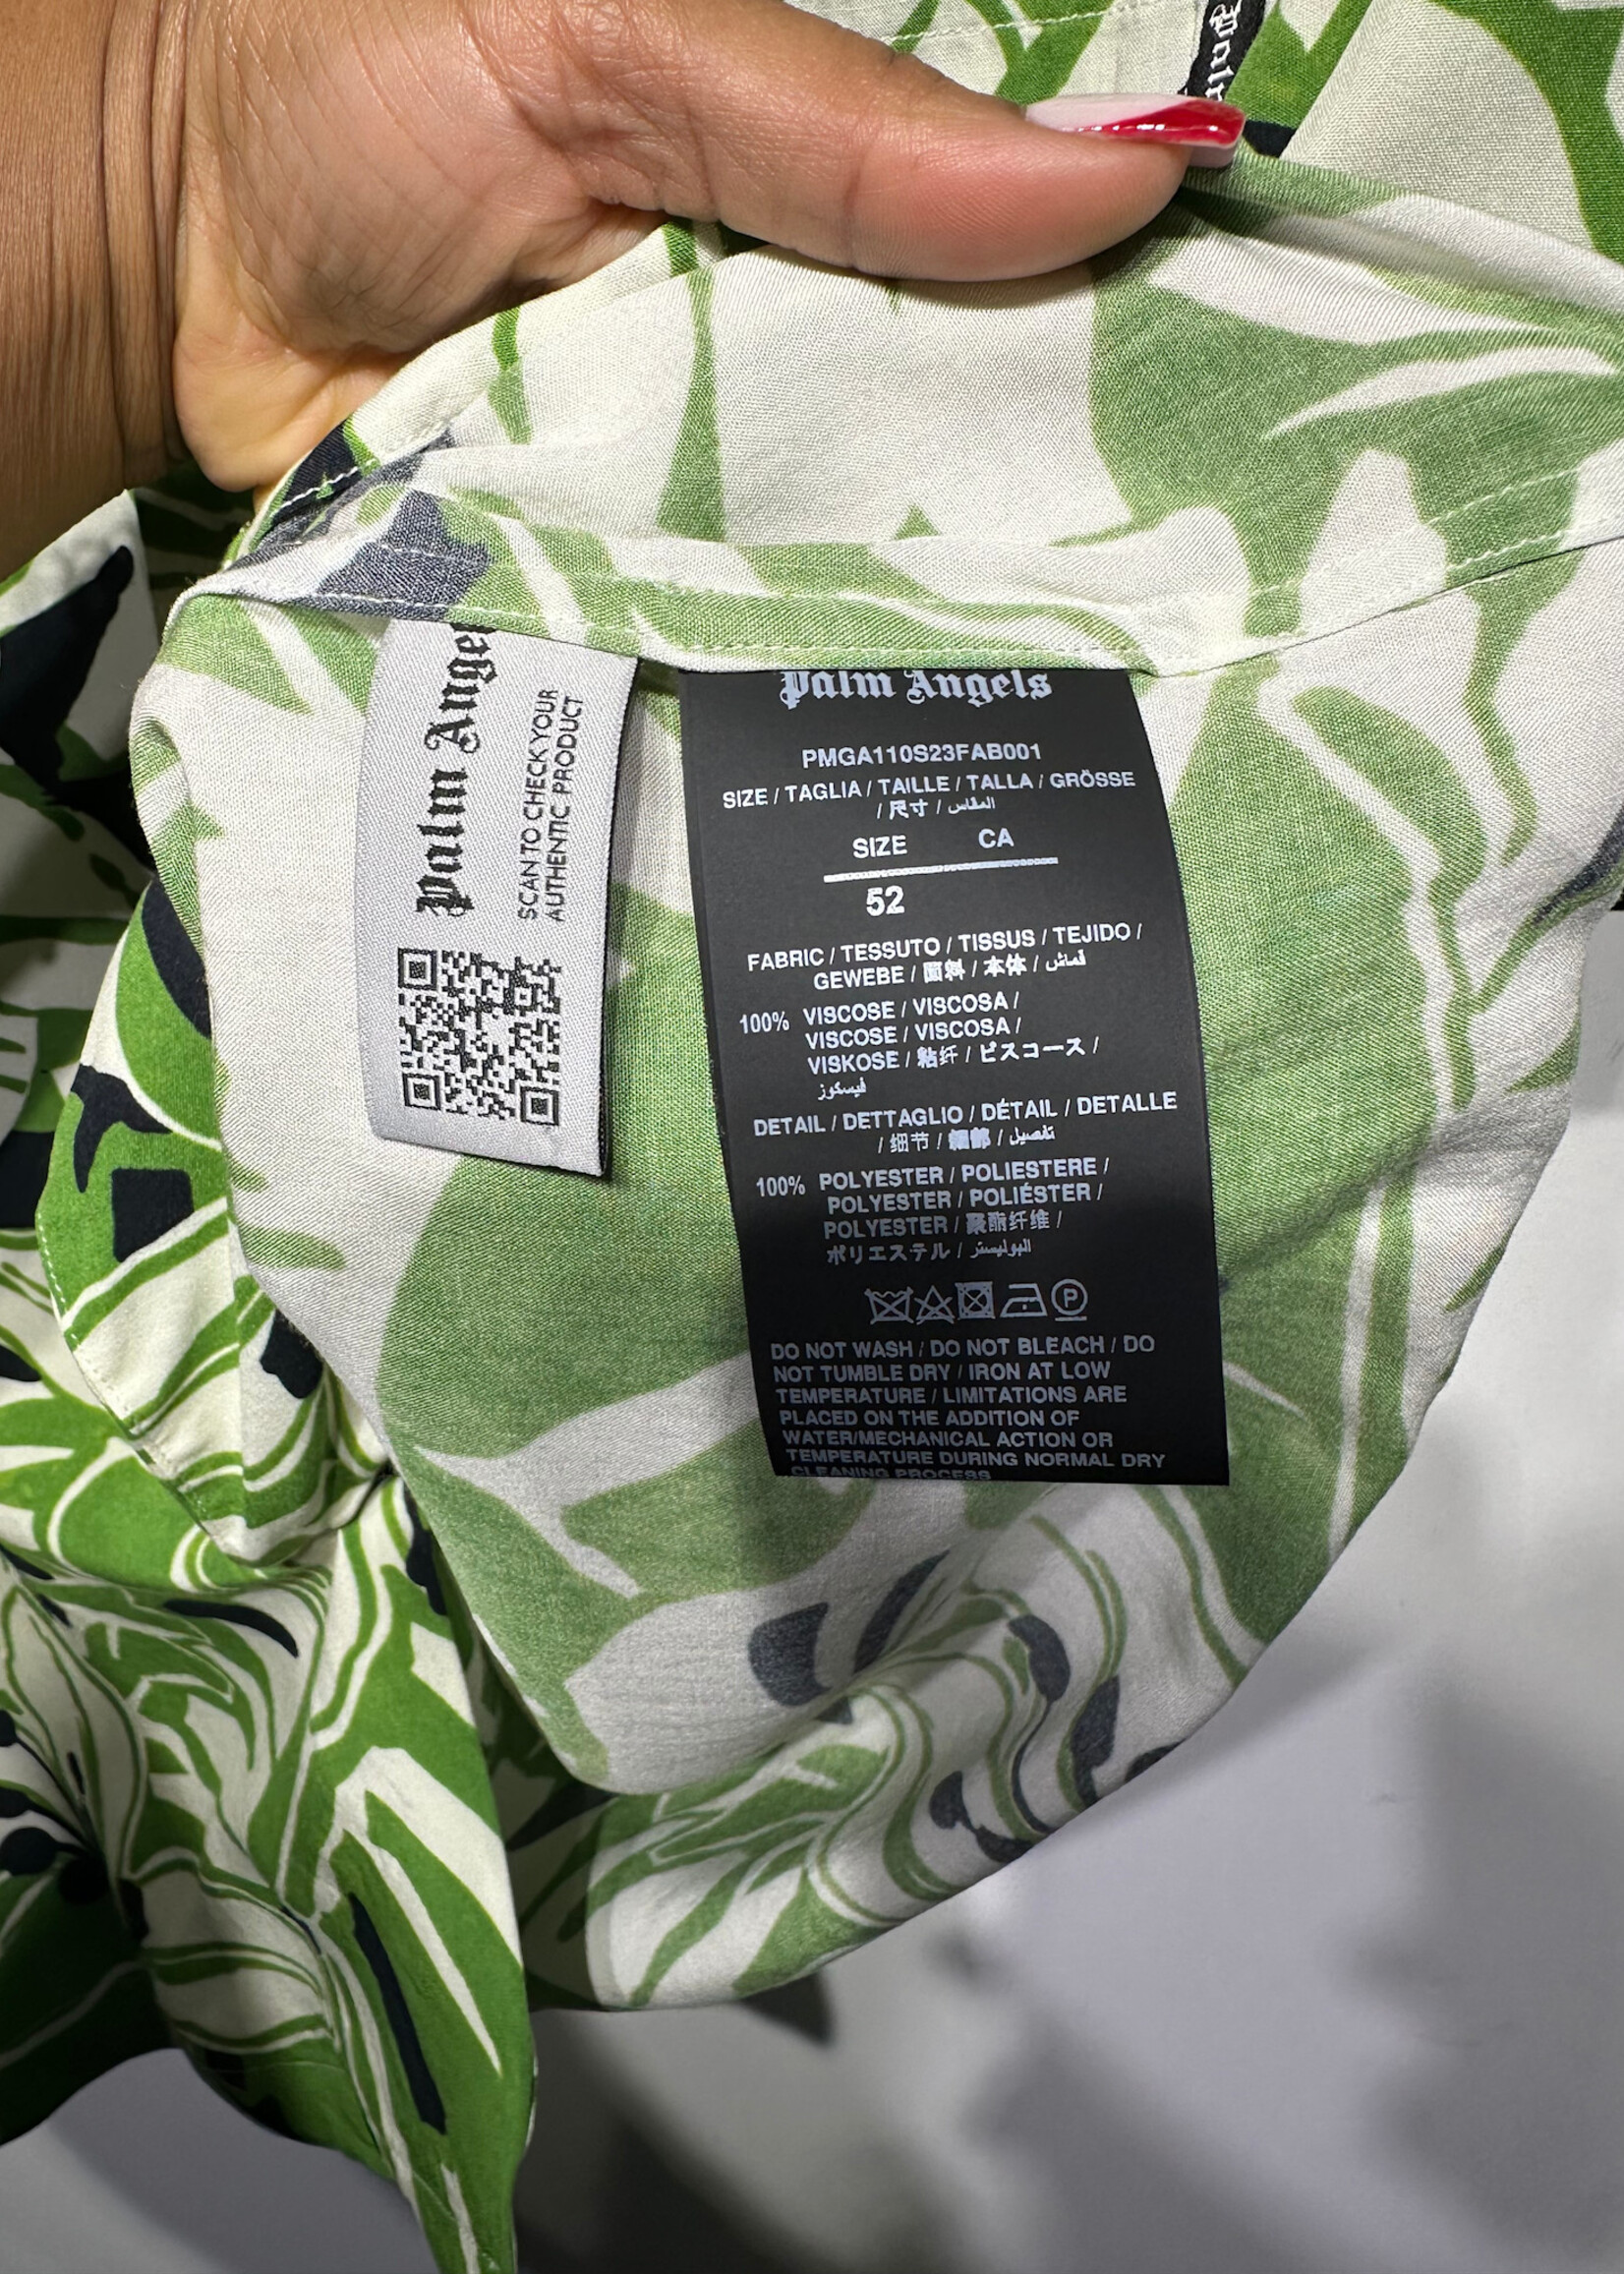 Palm
Palm Angel
SCAN TO CHECK YOUR
AUTHENTIC PRODUCT
Palm Angels
PMGA110S23FAB001
SIZE / TAGLIA / TAILLE / TALLA / GRÖSSE
/ 尺寸 / المقاس
SIZE CA
52
FABRIC / TESSUTO / TISSUS / TEJIDO /
GEWEBE / 面料 / 本体 / قماش
100% VISCOSE / VISCOSA /
VISCOSE / VISCOSA /
VISKOSE / 粘纤 / ビスコース /
فيسكوز
DETAIL / DETTAGLIO / DÉTAIL / DETALLE
/ 细节 / 細部 / تفصيل
100% POLYESTER / POLIESTERE /
POLYESTER / POLIÉSTER /
POLYESTER / 聚酯纤维 /
ポリエステル / البوليستر
P
DO NOT WASH / DO NOT BLEACH / DO
NOT TUMBLE DRY / IRON AT LOW
TEMPERATURE / LIMITATIONS ARE
PLACED ON THE ADDITION OF
WATER/MECHANICAL ACTION OR
TEMPERATURE DURING NORMAL DRY
CLEANING PROCESS